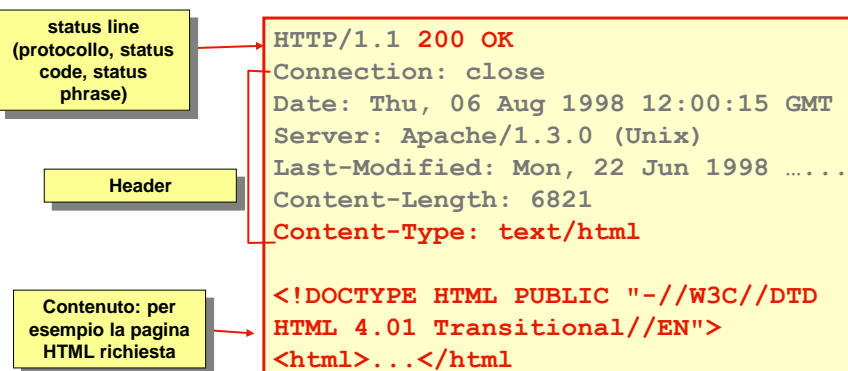 status line
(protocollo, status
code, status
phrase)
HTTP/1.1 200 OK
Connection: close
Date: Thu, 06 Aug 1998 12:00:15 GMT
Server: Apache/1.3.0 (Unix)
Last-Modified: Mon, 22 Jun 1998 …...
Content-Length: 6821
Content-Type: text/html
Header
<!DOCTYPE HTML PUBLIC "-//W3C//DTD
HTML 4.01 Transitional//EN">
<html>...</html
Contenuto: per
esempio la pagina
HTML richiesta